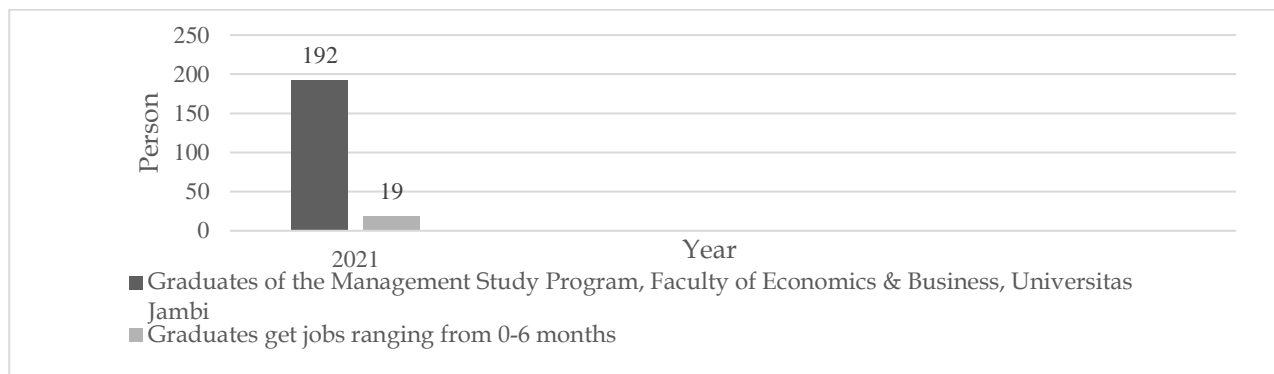 250
192
200
150
100
50
19
0
Person
2021
Year
Graduates of the Management Study Program, Faculty of Economics & Business, Universitas
Jambi
Graduates get jobs ranging from 0-6 months